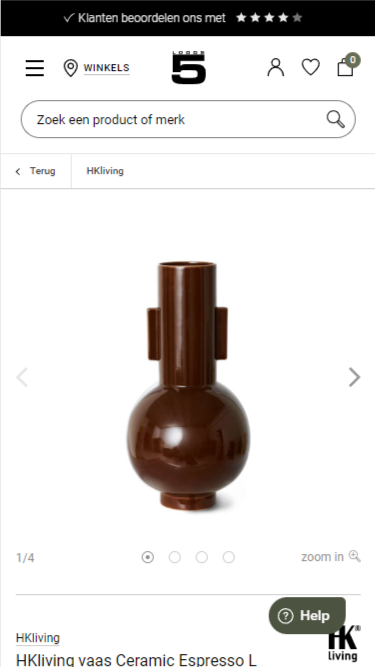 Klanten beoordelen ons met
WINKELS
LOODS
5
0
Zoek een product of merk
Terug
HKliving
1/4
zoom in
Help
HKliving
HK®
living
HKliving vaas Ceramic Espresso L